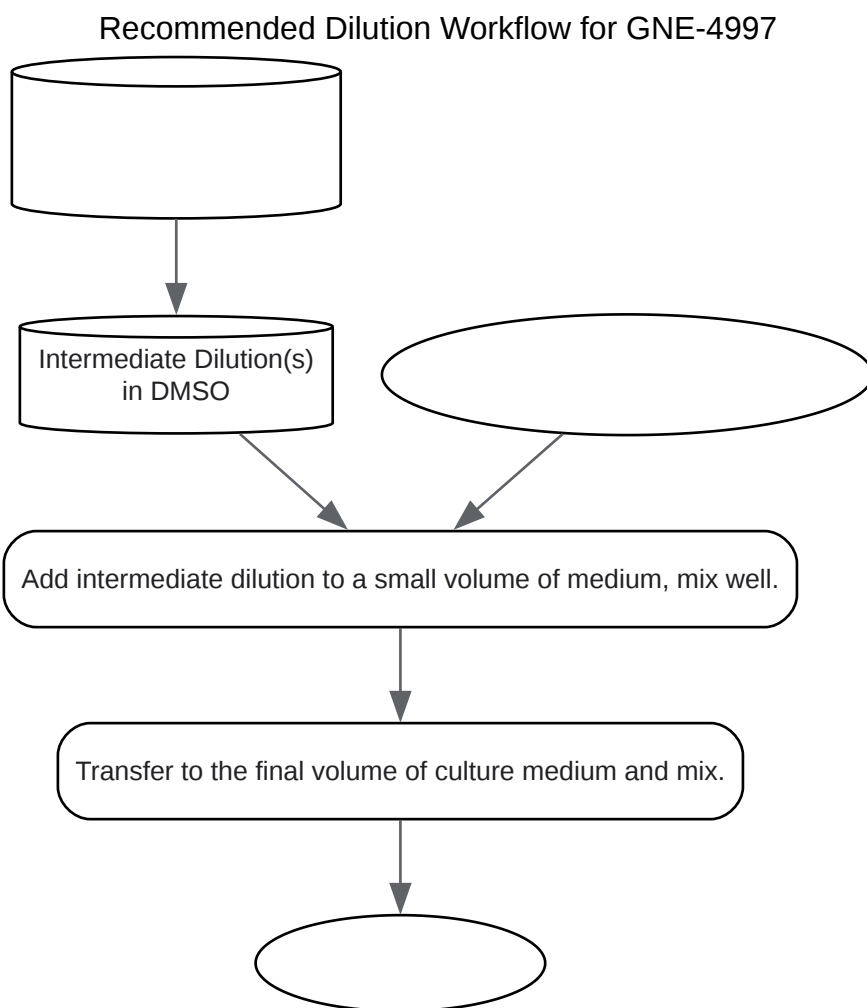 Recommended Dilution Workflow for GNE-4997
Intermediate Dilution(s)
in DMSO
Add intermediate dilution to a small volume of medium, mix well.
Transfer to the final volume of culture medium and mix.